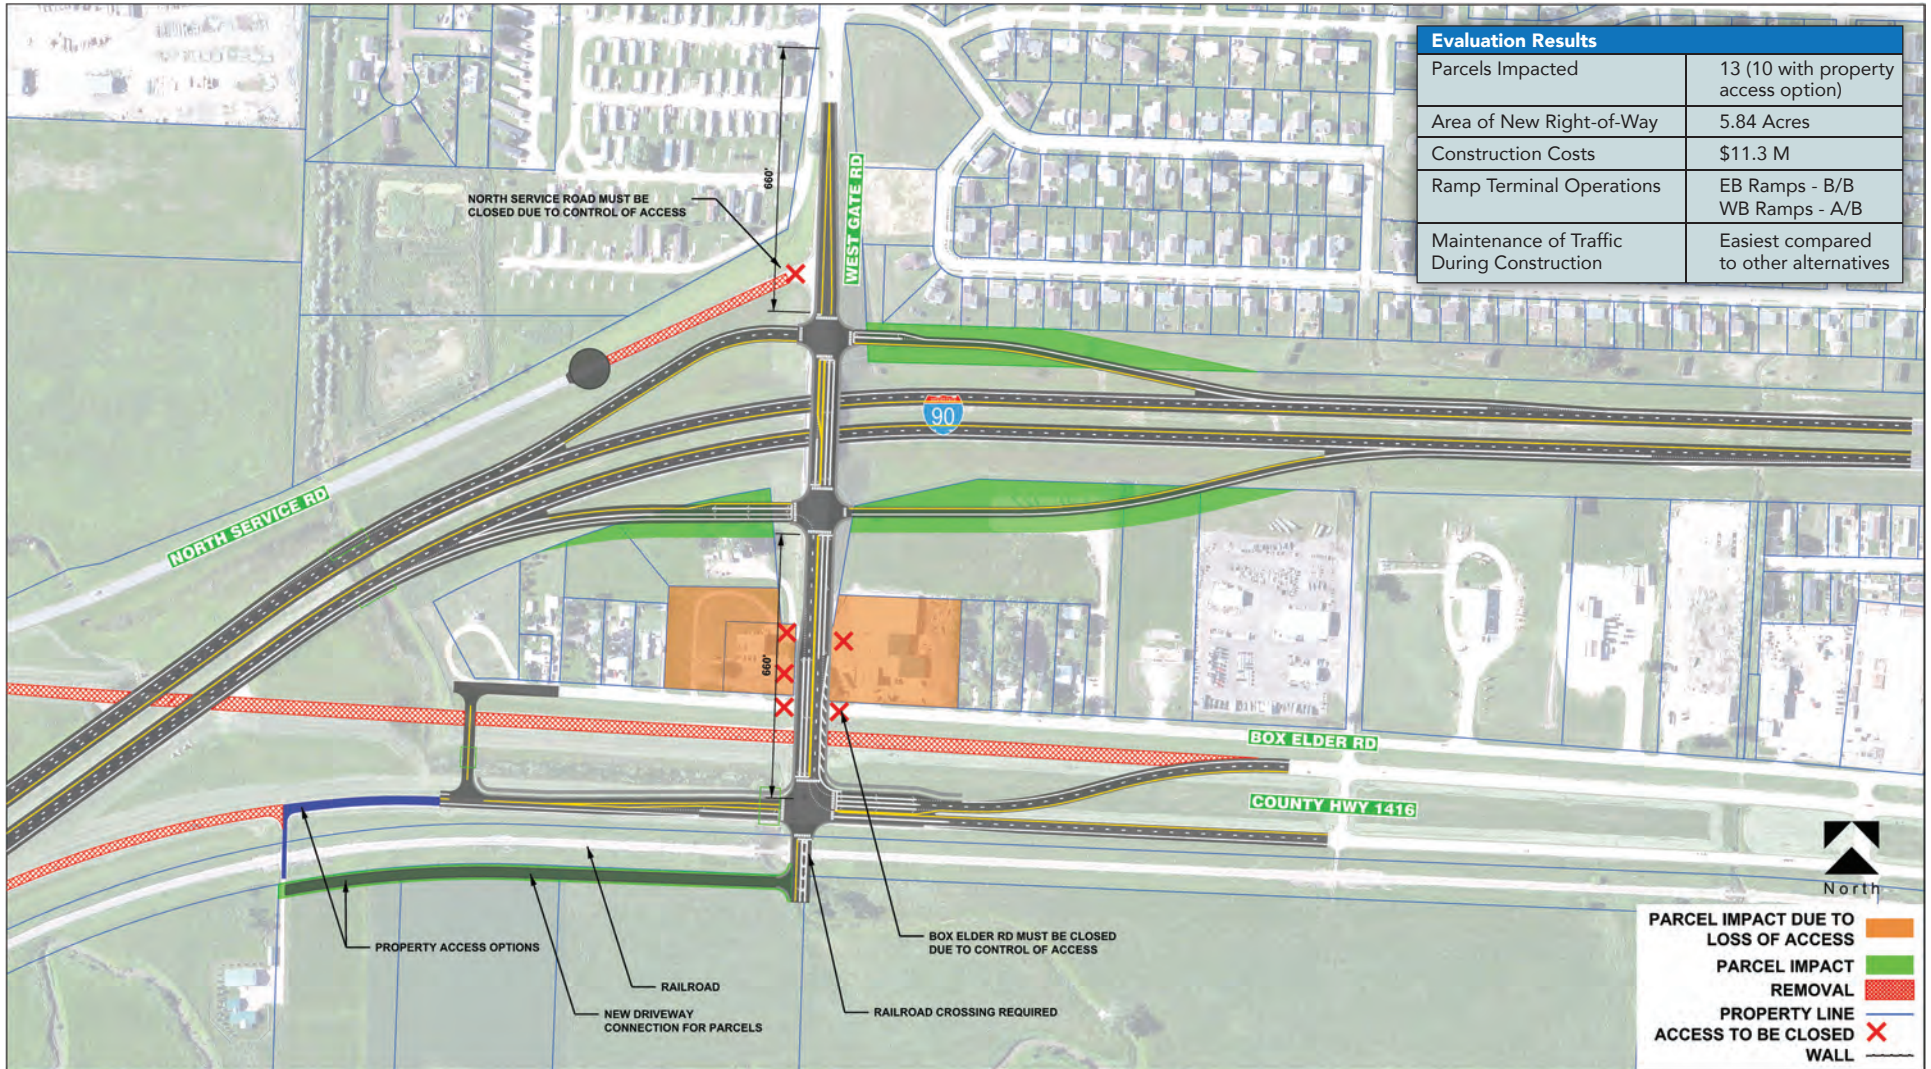 Evaluation Results
Parcels Impacted
13 (10 with property
access option)
Area of New Right-of-Way
5.84 Acres
Construction Costs
$11.3 M
Ramp Terminal Operations
EB Ramps - B/B
WB Ramps - A/B
Maintenance of Traffic
During Construction
Easiest compared
to other alternatives
660'
WEST GATE RD
NORTH SERVICE ROAD MUST BE
CLOSED DUE TO CONTROL OF ACCESS
90
NORTH SERVICE RD
660'
BOX ELDER RD
COUNTY HWY 1416
North
PROPERTY ACCESS OPTIONS
BOX ELDER RD MUST BE CLOSED
DUE TO CONTROL OF ACCESS
RAILROAD
NEW DRIVEWAY
CONNECTION FOR PARCELS
RAILROAD CROSSING REQUIRED
PARCEL IMPACT DUE TO
LOSS OF ACCESS
PARCEL IMPACT
REMOVAL
PROPERTY LINE
ACCESS TO BE CLOSED
WALL